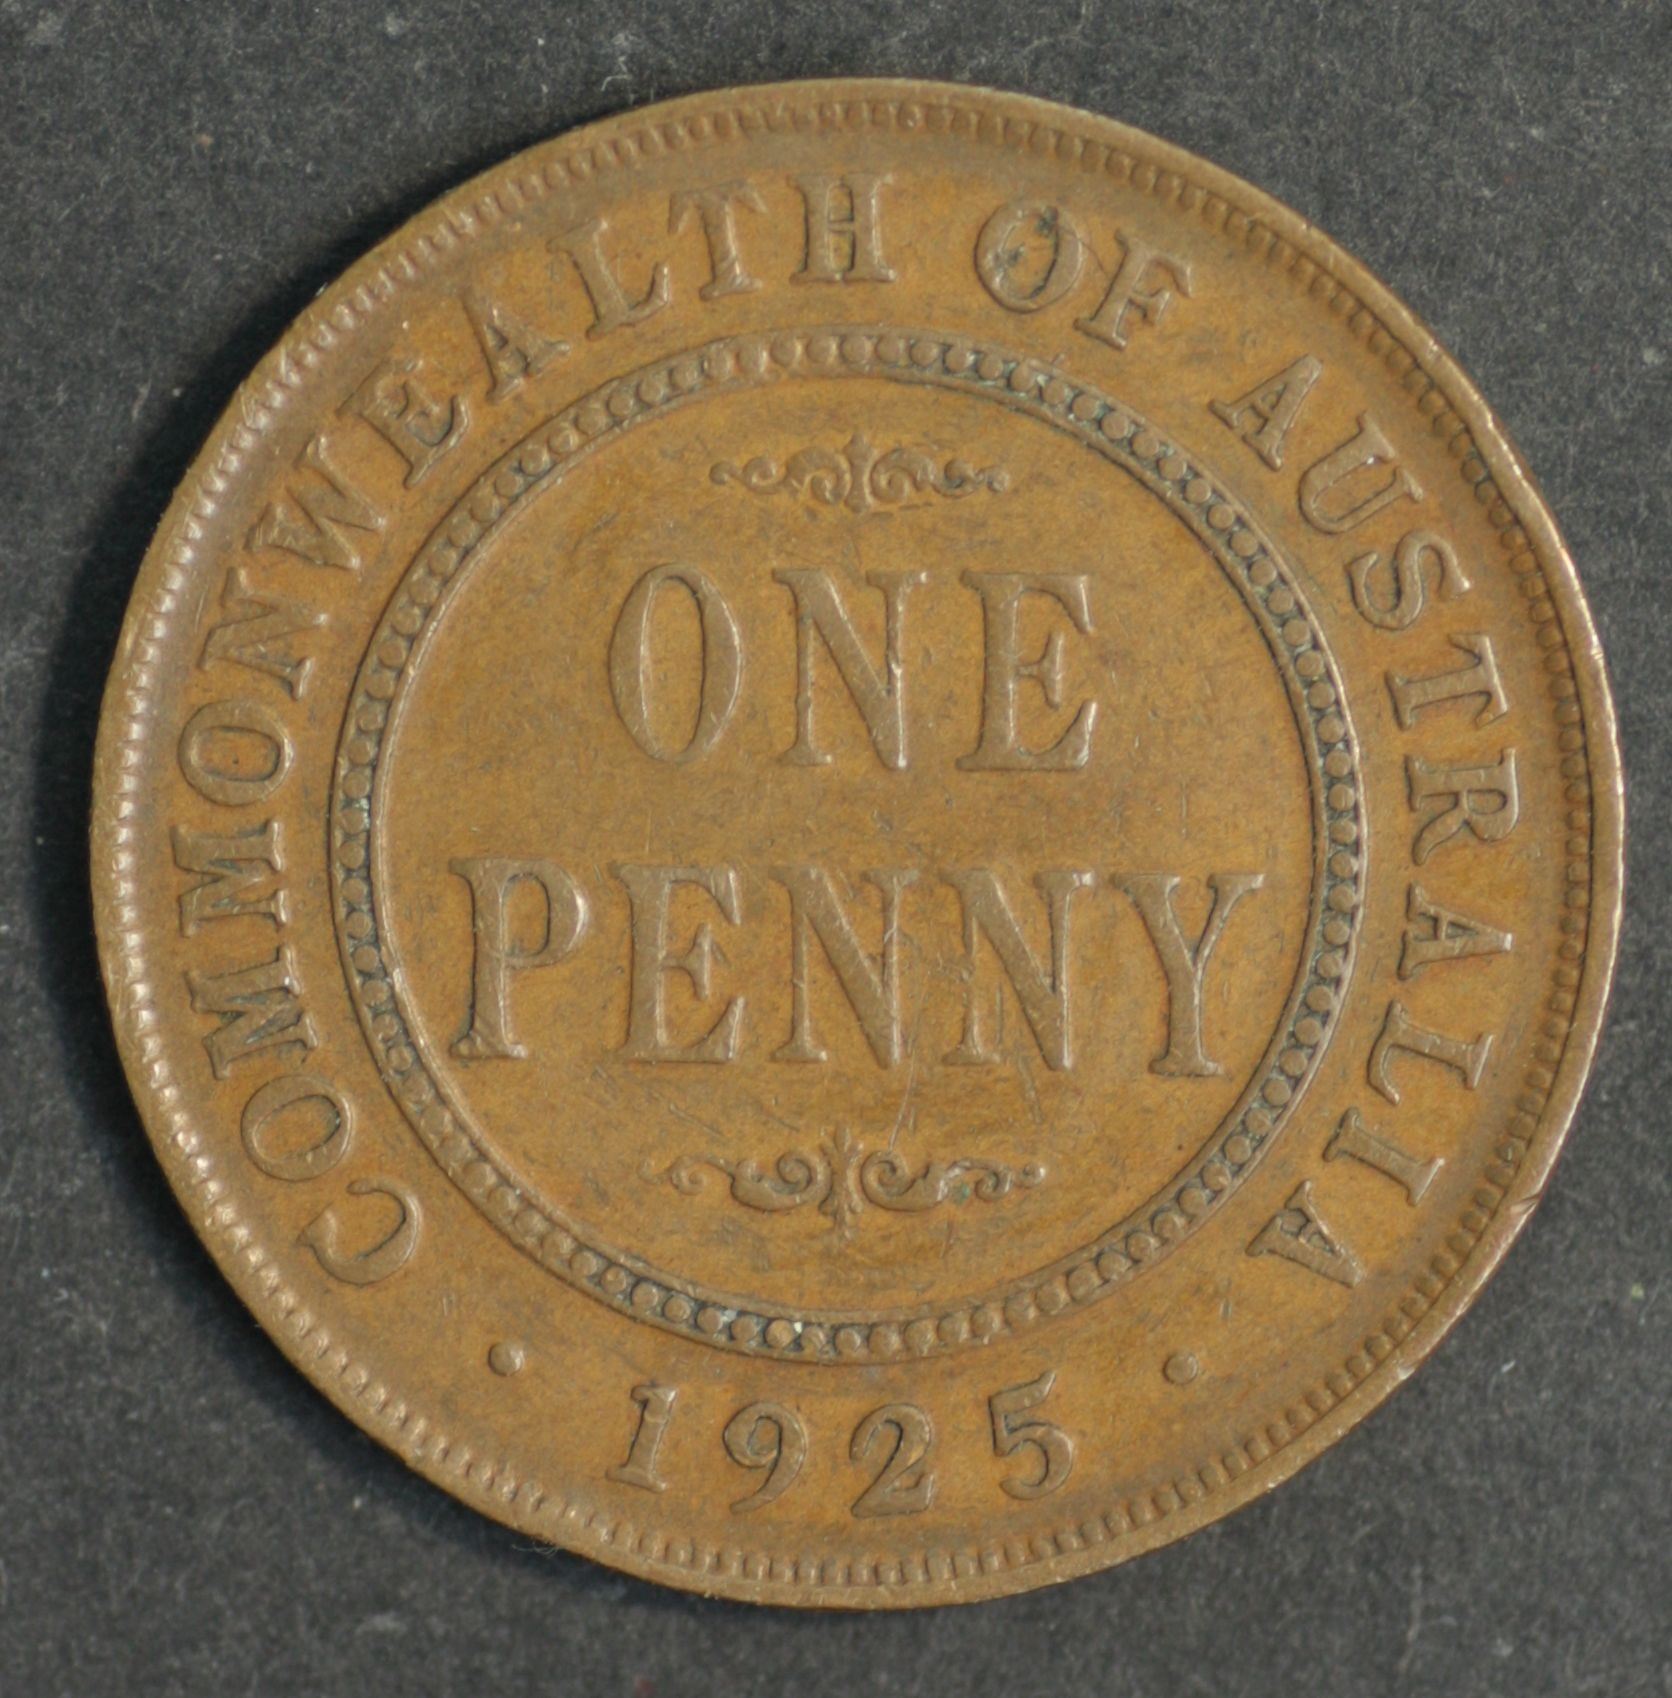 COMMONWEALTH OF AUSTRALIA
ONE
PENNY
· 1925 ·